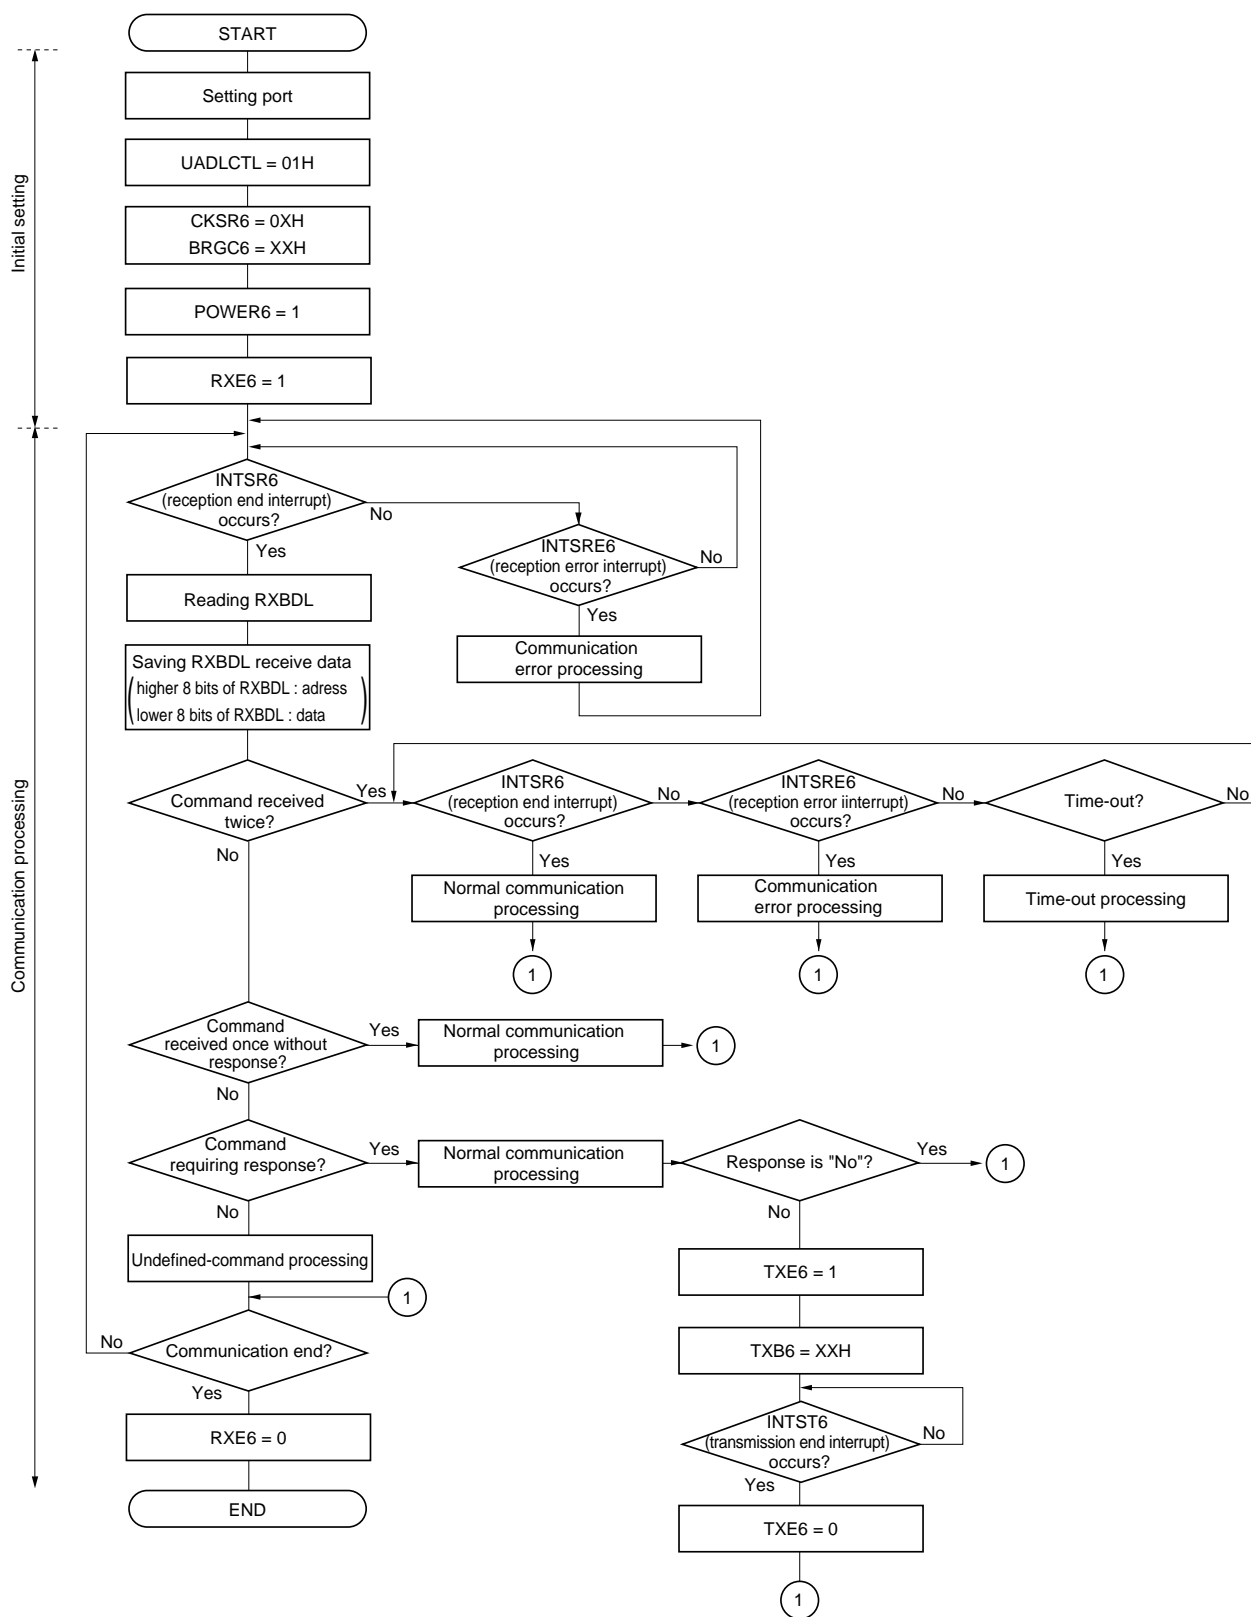 START
Initial setting
Setting port
UADLCTL = 01H
CKSR6 = 0XH
BRGC6 = XXH
POWER6 = 1
RXE6 = 1
Communication processing
INTSR6
(reception end interrupt)
occurs?
No
Yes
INTSRE6
(reception error interrupt)
occurs?
No
Yes
Communication
error processing
Reading RXBDL
Saving RXBDL receive data
higher 8 bits of RXBDL : adress
lower 8 bits of RXBDL : data
Command received
twice?
Yes
No
INTSR6
(reception end interrupt)
occurs?
No
Yes
Normal communication
processing
1
INTSRE6
(reception error iinterrupt)
occurs?
No
Yes
Communication
error processing
1
Time-out?
No
Yes
Time-out processing
1
Command
received once without
response?
Yes
No
Normal communication
processing
1
Command
requiring response?
Yes
No
Normal communication
processing
Response is "No"?
Yes
1
No
Undefined-command processing
1
Communication end?
No
Yes
RXE6 = 0
END
TXE6 = 1
TXB6 = XXH
INTST6
(transmission end interrupt)
occurs?
No
Yes
TXE6 = 0
1